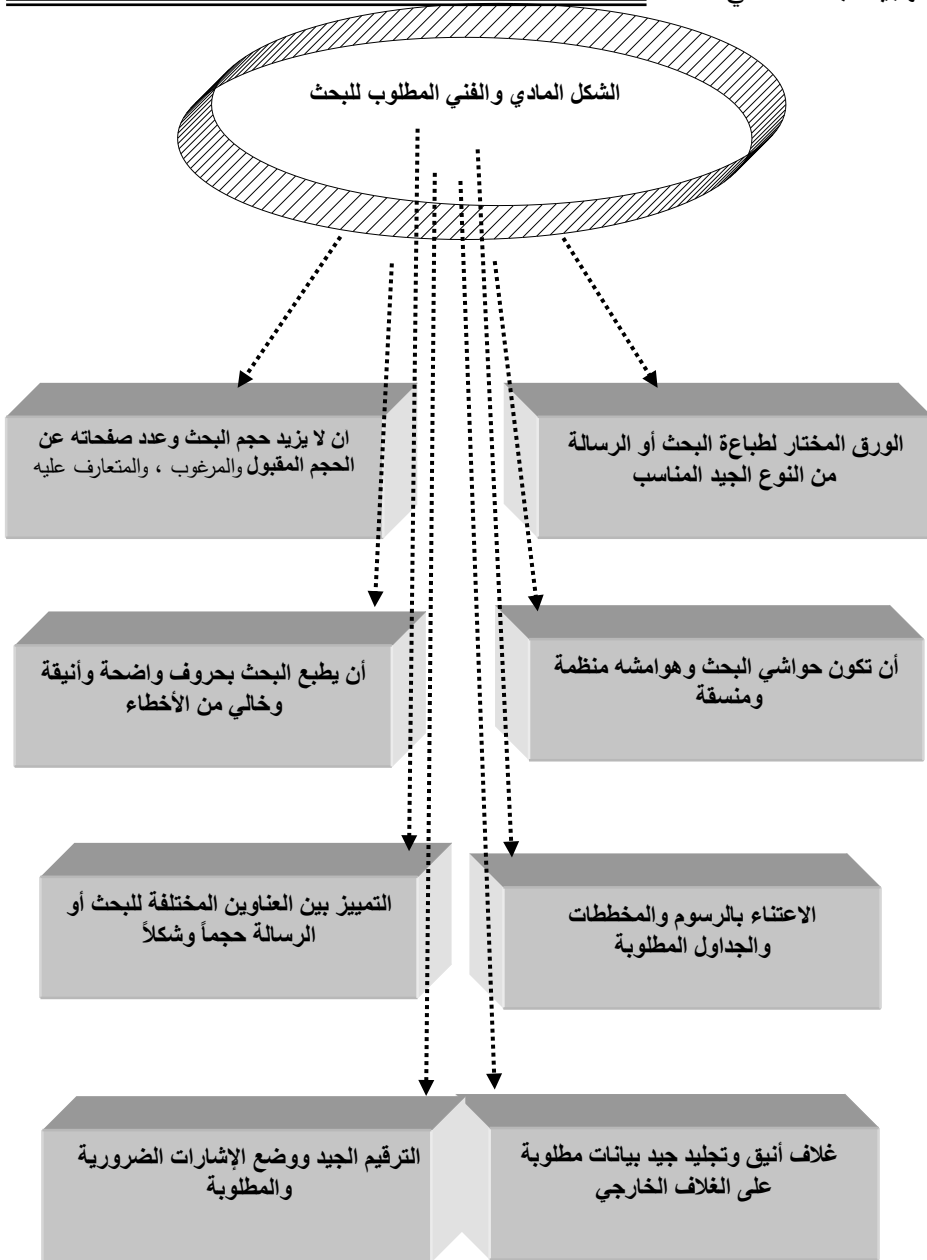 الشكل المادي والفني المطلوب للبحث
الورق المختار لطباعة البحث أو الرسالة
من النوع الجيد المناسب
ان لا يزيد حجم البحث وعدد صفحاته عن
الحجم المقبول والمرغوب ، والمتعارف عليه
أن تكون حواشي البحث وهوامشه منظمة
ومنسقة
أن يطبع البحث بحروف واضحة وأنيقة
وخالي من الأخطاء
الاعتناء بالرسوم والمخططات
والجداول المطلوبة
التمييز بين العناوين المختلفة للبحث أو
الرسالة حجماً وشكلاً
غلاف أنيق وتجليد جيد بيانات مطلوبة
على الغلاف الخارجي
الترقيم الجيد ووضع الإشارات الضرورية
والمطلوبة